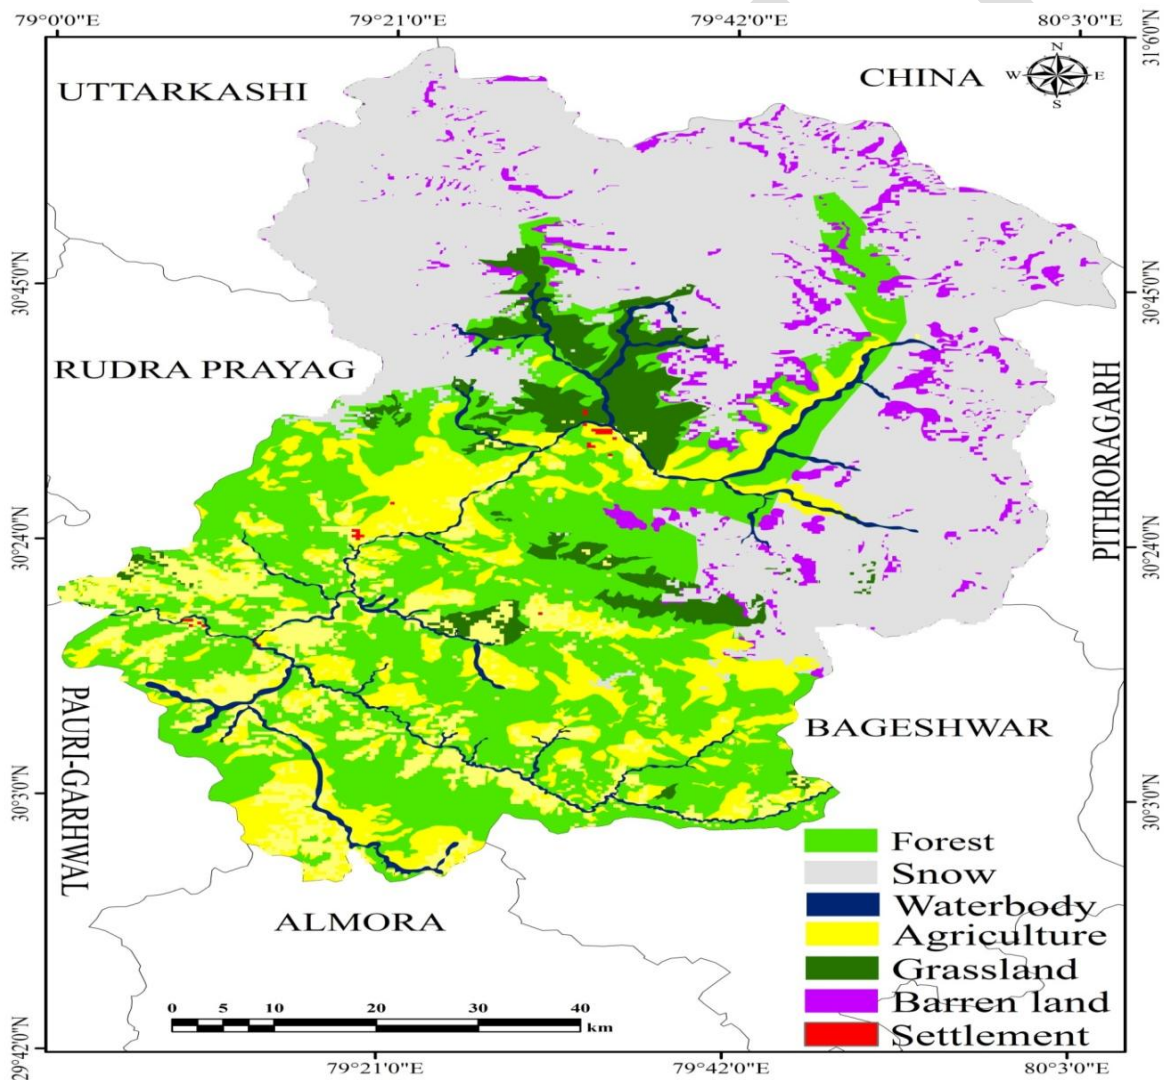 79°0'0"E 79°21'0"E 79°42'0"E 80°3'0"E
31°6'0"N
N
W E
S
UTTARKASHI
CHINA
30°45'0"N
30°45'0"N
RUDRA PRAYAG
PITHRORAGARH
30°24'0"N
30°24'0"N
PAURI-GARHWAL
BAGESHWAR
30°3'0"N
30°3'0"N
ALMORA
Forest
Snow
Waterbody
Agriculture
Grassland
Barren land
Settlement
0 5 10 20 30 40
km
29°42'0"N
79°21'0"E 79°42'0"E 80°3'0"E